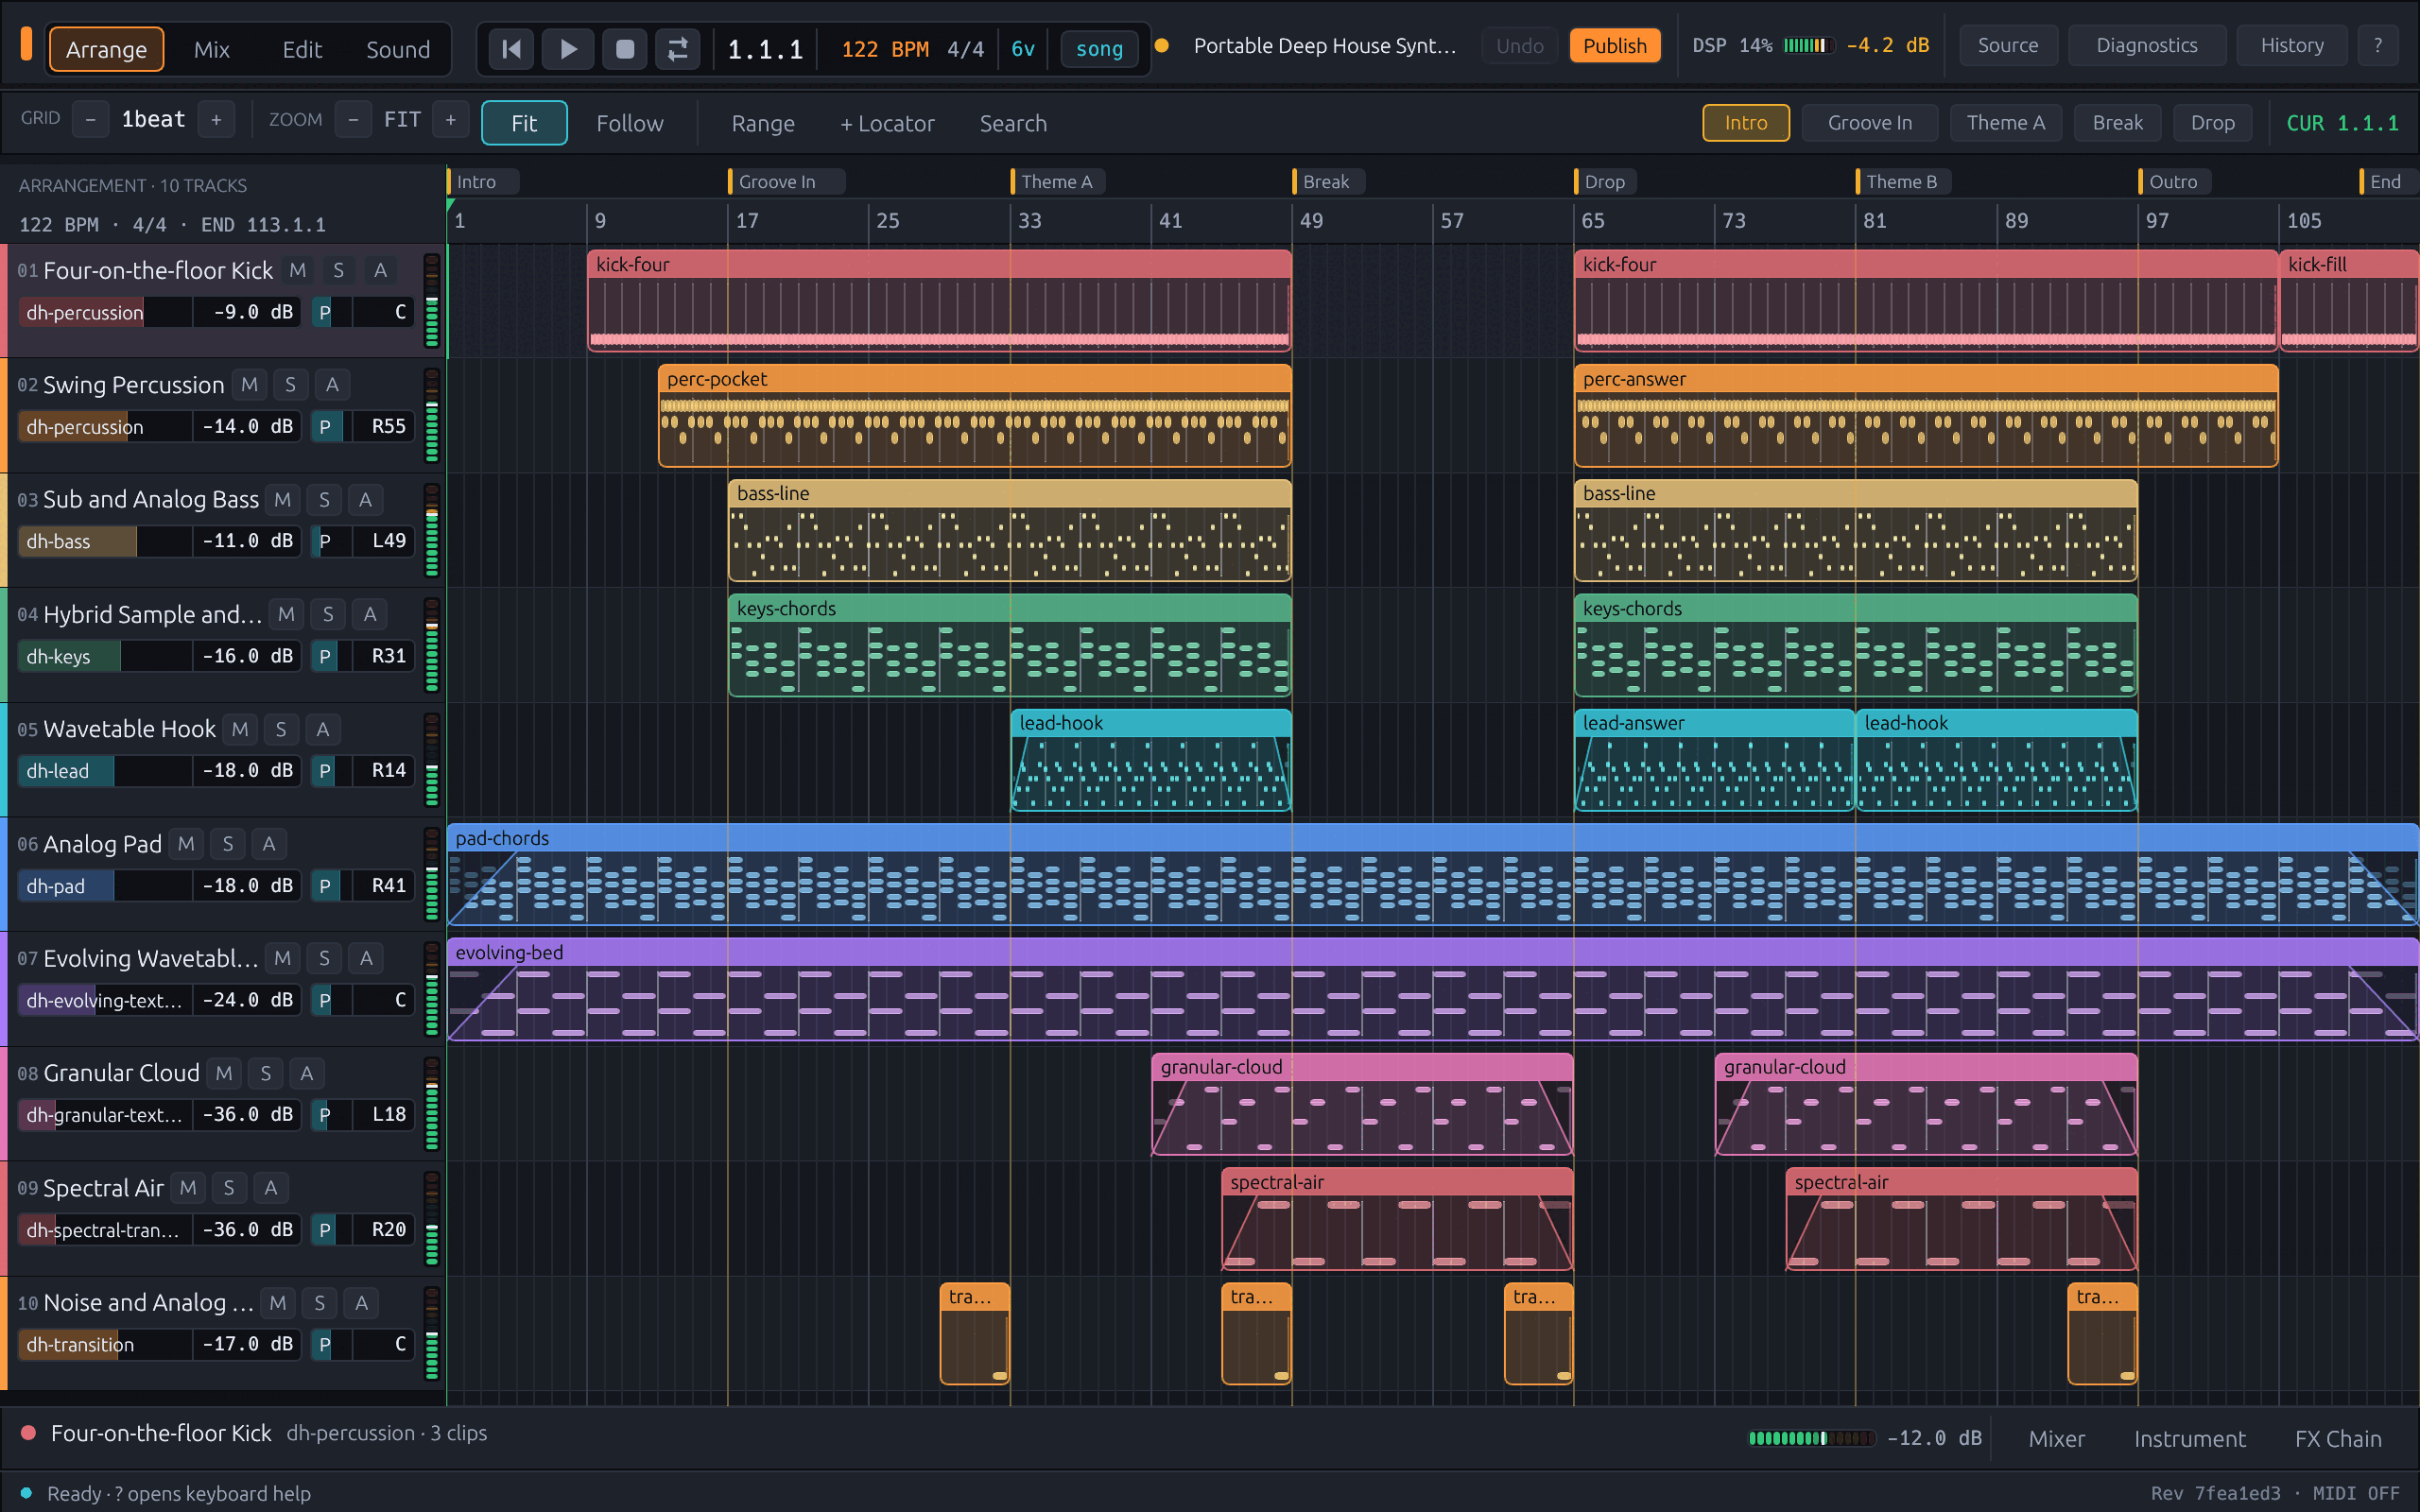 Arrange Mix Edit Sound 1.1.1 122 BPM 4/4 6v song Portable Deep House Synt... Undo Publish DSP 14% -4.2 dB Source Diagnostics History ?
GRID - 1beat + ZOOM - FIT + Fit Follow Range + Locator Search Intro Groove In Theme A Break Drop CUR 1.1.1
ARRANGEMENT · 10 TRACKS
122 BPM · 4/4 · END 113.1.1
Intro Groove In Theme A Break Drop Theme B Outro End
1 9 17 25 33 41 49 57 65 73 81 89 97 105
01 Four-on-the-floor Kick M S A
dh-percussion -9.0 dB P C
kick-four kick-four kick-fill
02 Swing Percussion M S A
dh-percussion -14.0 dB P R55
perc-pocket perc-answer
03 Sub and Analog Bass M S A
dh-bass -11.0 dB P L49
bass-line bass-line
04 Hybrid Sample and... M S A
dh-keys -16.0 dB P R31
keys-chords keys-chords
05 Wavetable Hook M S A
dh-lead -18.0 dB P R14
lead-hook lead-answer lead-hook
06 Analog Pad M S A
dh-pad -18.0 dB P R41
pad-chords
07 Evolving Wavetabl... M S A
dh-evolving-text... -24.0 dB P C
evolving-bed
08 Granular Cloud M S A
dh-granular-text... -36.0 dB P L18
granular-cloud granular-cloud
09 Spectral Air M S A
dh-spectral-tran... -36.0 dB P R20
spectral-air spectral-air
10 Noise and Analog ... M S A
dh-transition -17.0 dB P C
tra... tra... tra... tra...
Four-on-the-floor Kick dh-percussion · 3 clips -12.0 dB Mixer Instrument FX Chain
Ready · ? opens keyboard help Rev 7fea1ed3 · MIDI OFF